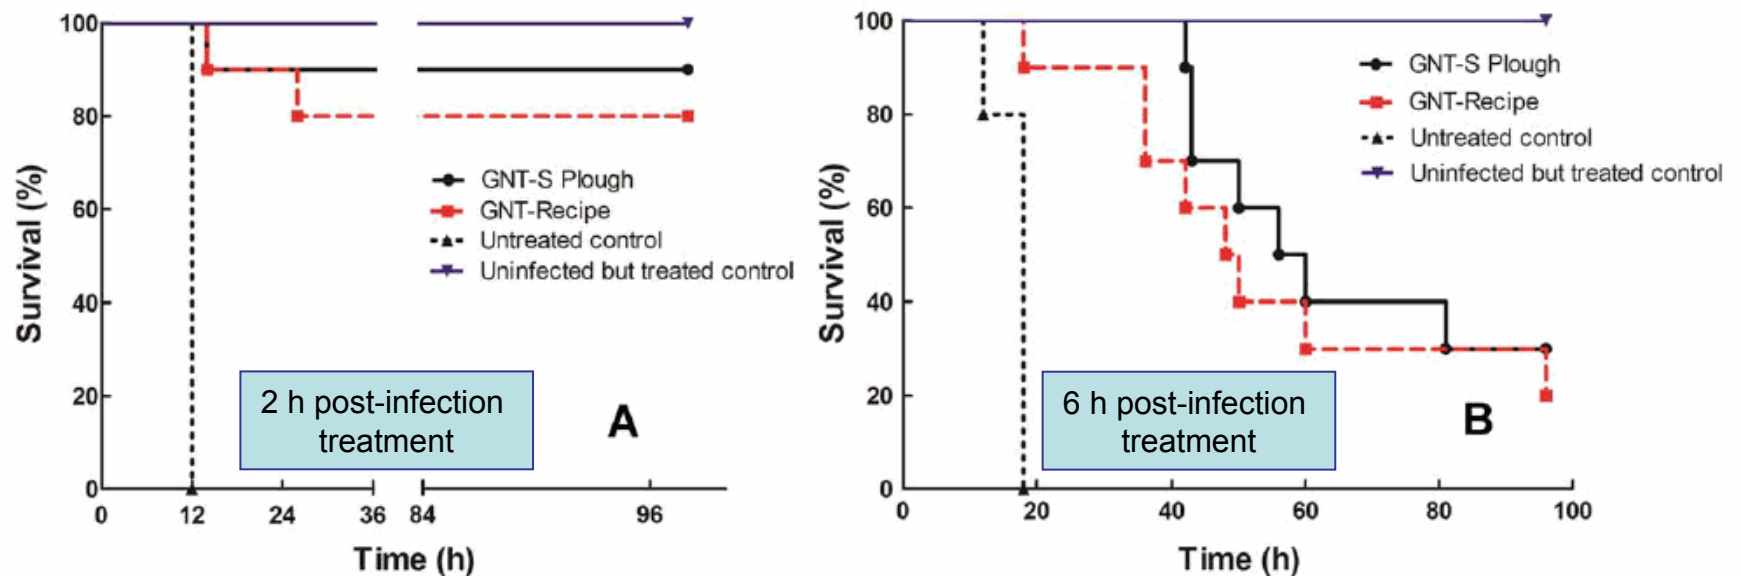 100
80
60
40
20
0
Survival (%)
GNT-S Plough
GNT-Recipe
Untreated control
Uninfected but treated control
2 h post-infection
treatment
A
0 12 24 36 84 96
Time (h)
100
80
60
40
20
0
Survival (%)
GNT-S Plough
GNT-Recipe
Untreated control
Uninfected but treated control
6 h post-infection
treatment
B
0 20 40 60 80 100
Time (h)